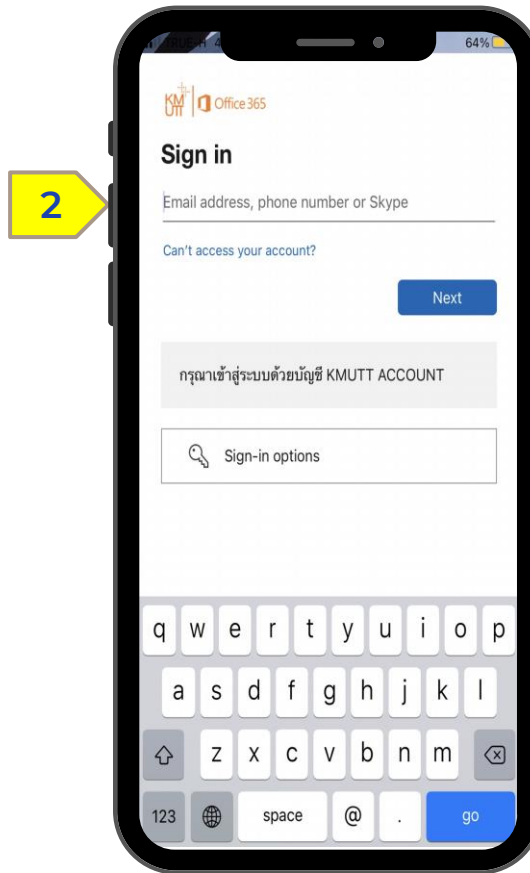 64%
KMUTT Office 365
Sign in
2
Email address, phone number or Skype
Can't access your account?
Next
กรุณาเข้าสู่ระบบด้วยบัญชี KMUTT ACCOUNT
Sign-in options
q w e r t y u i o p
a s d f g h j k l
z x c v b n m
123 space @ . go